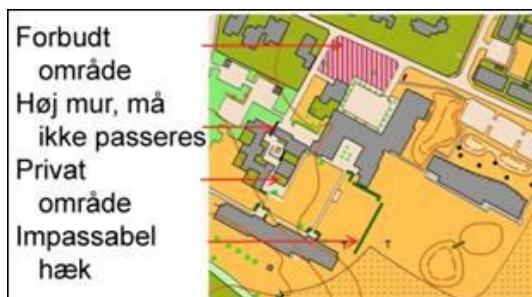 Forbudt
område
Høj mur, må
ikke passeres
Privat
område
Impassabel
hæk